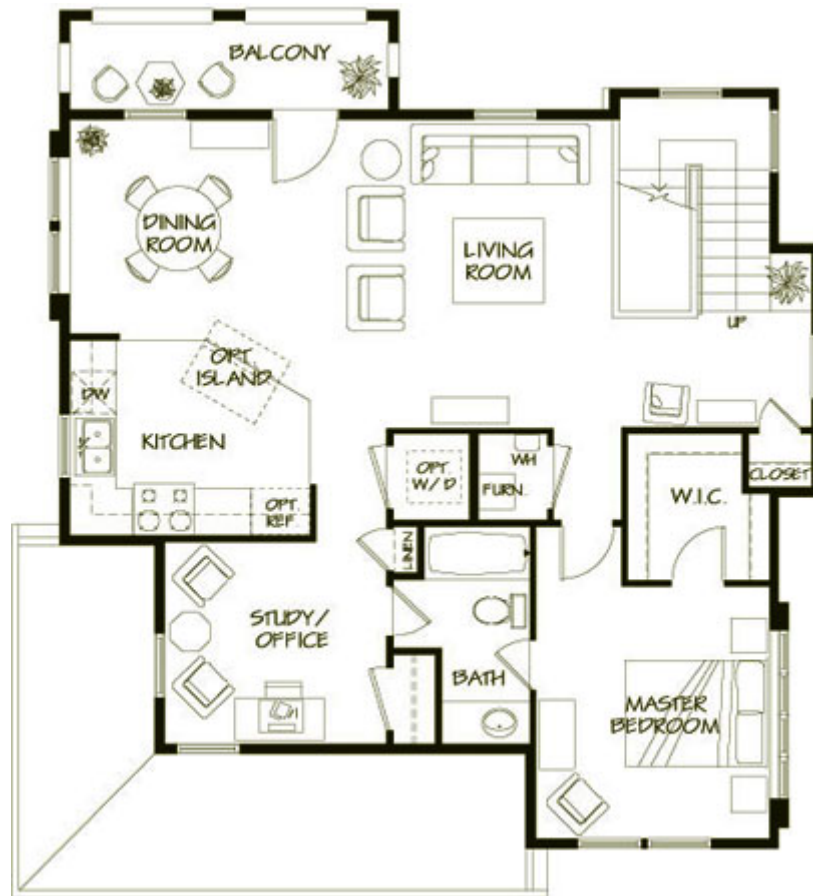 BALCONY
DINING
ROOM
LIVING
ROOM
UP
OPT.
ISLAND
DW
KITCHEN
OPT.
W/D
WH
FURN.
W.I.C.
CLOSET
OPT.
REF.
LINEN
STUDY/
OFFICE
BATH
MASTER
BEDROOM